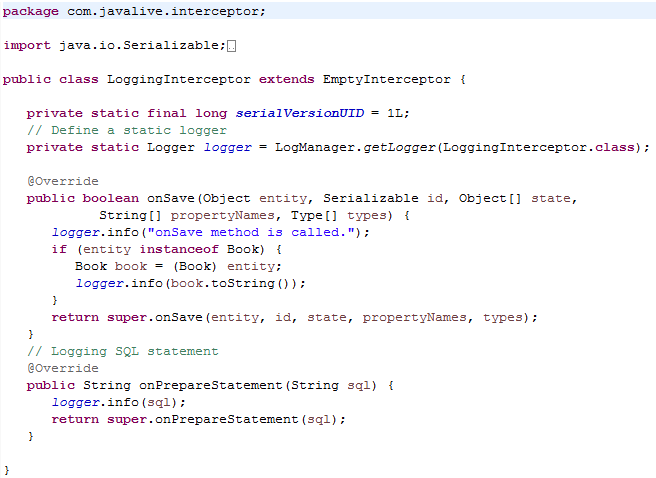 package com.javalive.interceptor;
import java.io.Serializable;
public class LoggingInterceptor extends EmptyInterceptor {
private static final long serialVersionUID = 1L;
// Define a static logger
private static Logger logger = LogManager.getLogger(LoggingInterceptor.class);
@Override
public boolean onSave(Object entity, Serializable id, Object[] state,
String[] propertyNames, Type[] types) {
logger.info("onSave method is called.");
if (entity instanceof Book) {
Book book = (Book) entity;
logger.info(book.toString());
}
return super.onSave(entity, id, state, propertyNames, types);
}
// Logging SQL statement
@Override
public String onPrepareStatement(String sql) {
logger.info(sql);
return super.onPrepareStatement(sql);
}
}